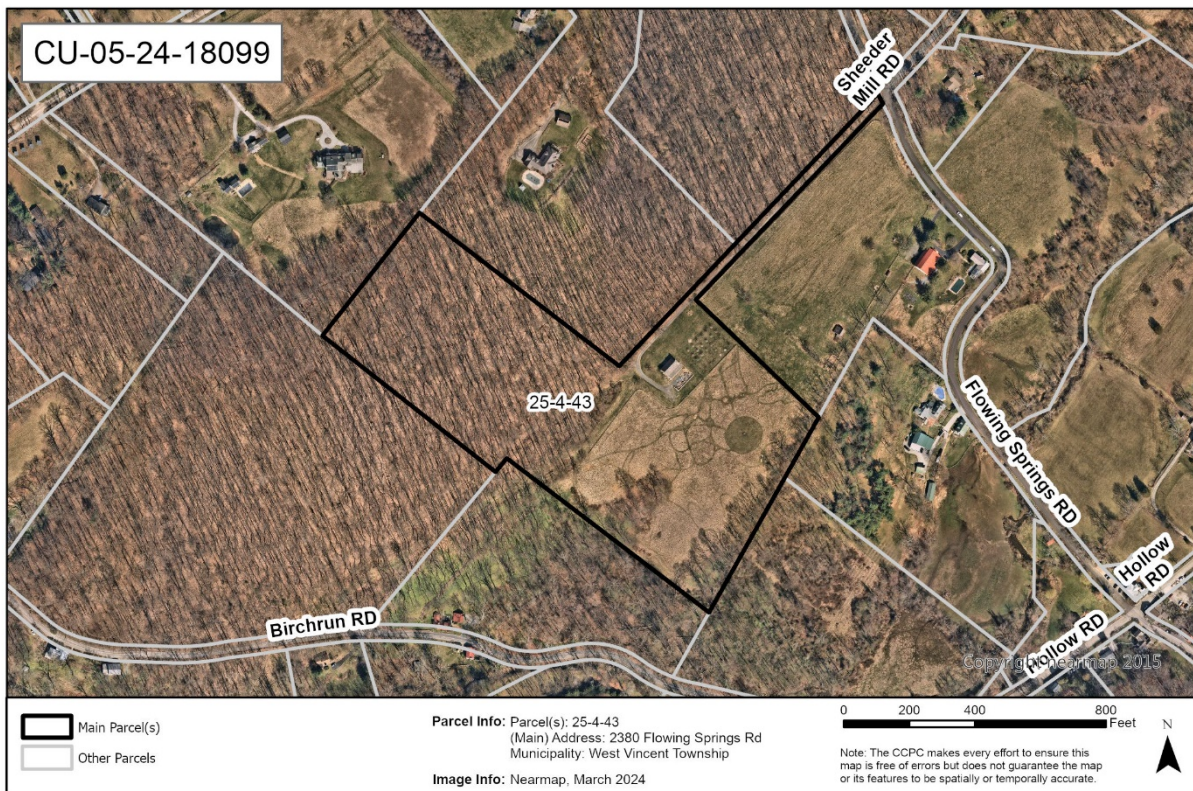 CU-05-24-18099
Sheeder
Mill RD
25-4-43
Flowing Springs RD
Hollow
RD
Birchrun RD
Hollow RD
Copyright nearmap 2015
Main Parcel(s)
Other Parcels
Parcel Info: Parcel(s): 25-4-43
(Main) Address: 2380 Flowing Springs Rd
Municipality: West Vincent Township
Image Info: Nearmap, March 2024
0 200 400 800
Feet
Note: The CCPC makes every effort to ensure this
map is free of errors but does not guarantee the map
or its features to be spatially or temporally accurate.
N